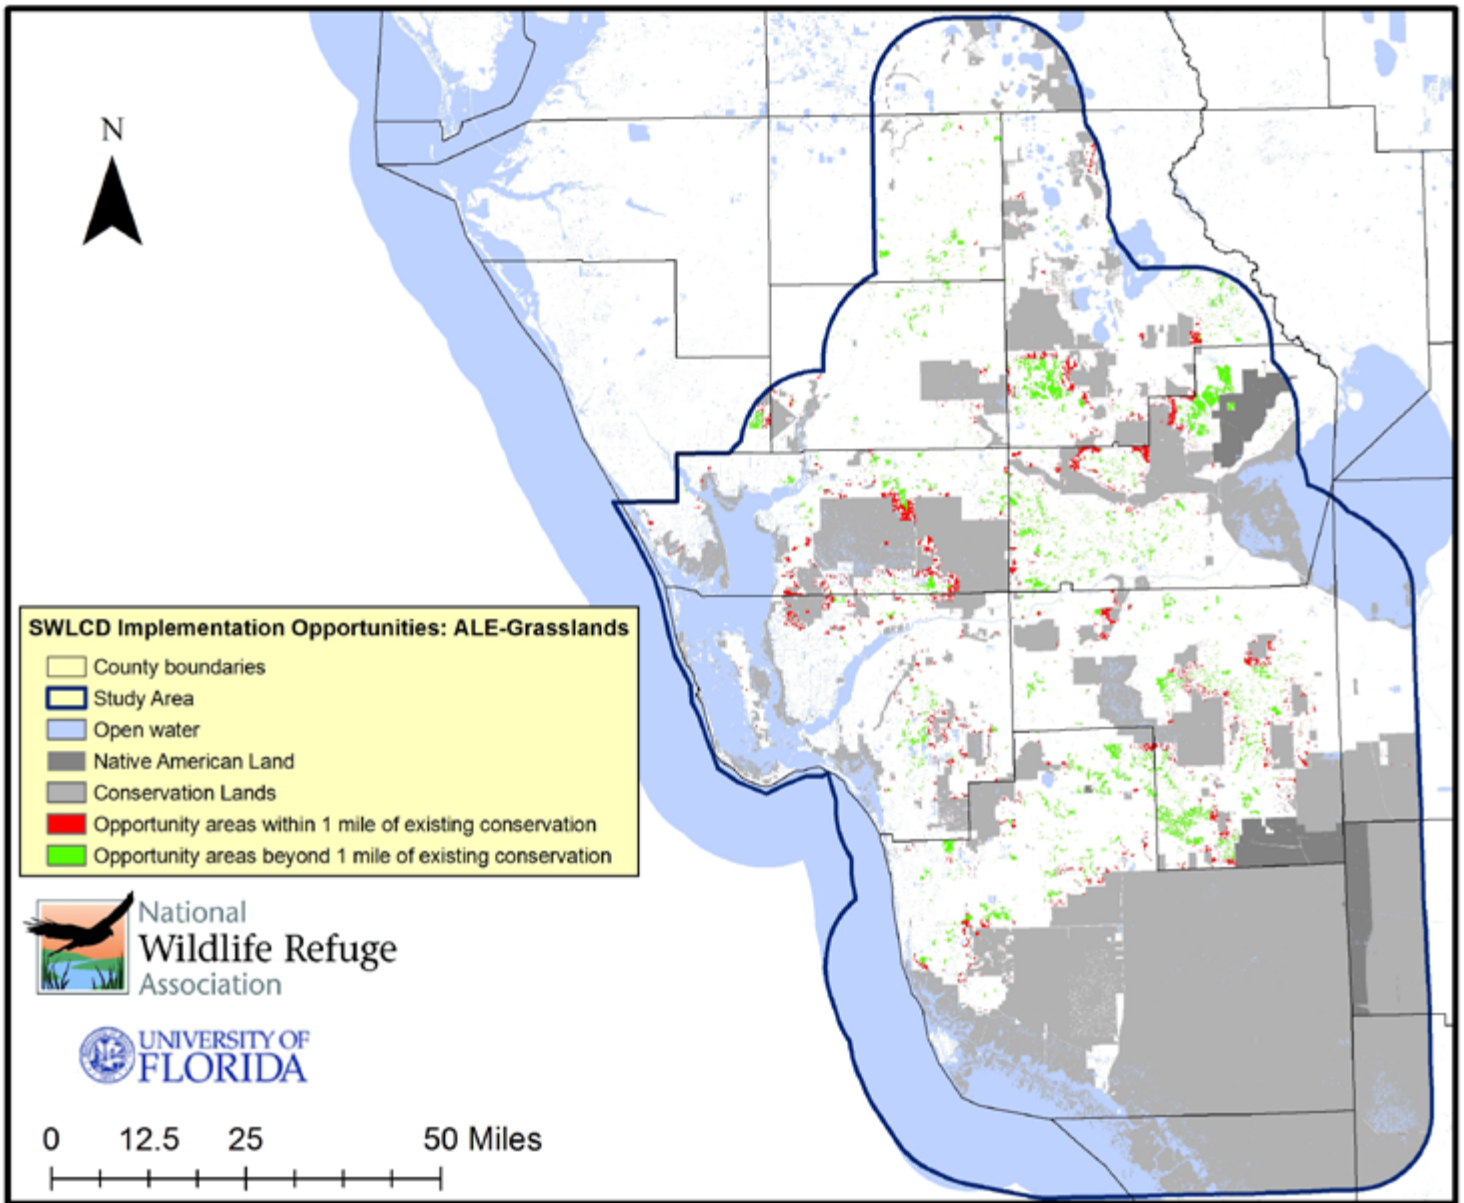 N
SWLCD Implementation Opportunities: ALE-Grasslands
County boundaries
Study Area
Open water
Native American Land
Conservation Lands
Opportunity areas within 1 mile of existing conservation
Opportunity areas beyond 1 mile of existing conservation
National
Wildlife Refuge
Association
UNIVERSITY OF
FLORIDA
0 12.5 25 50 Miles